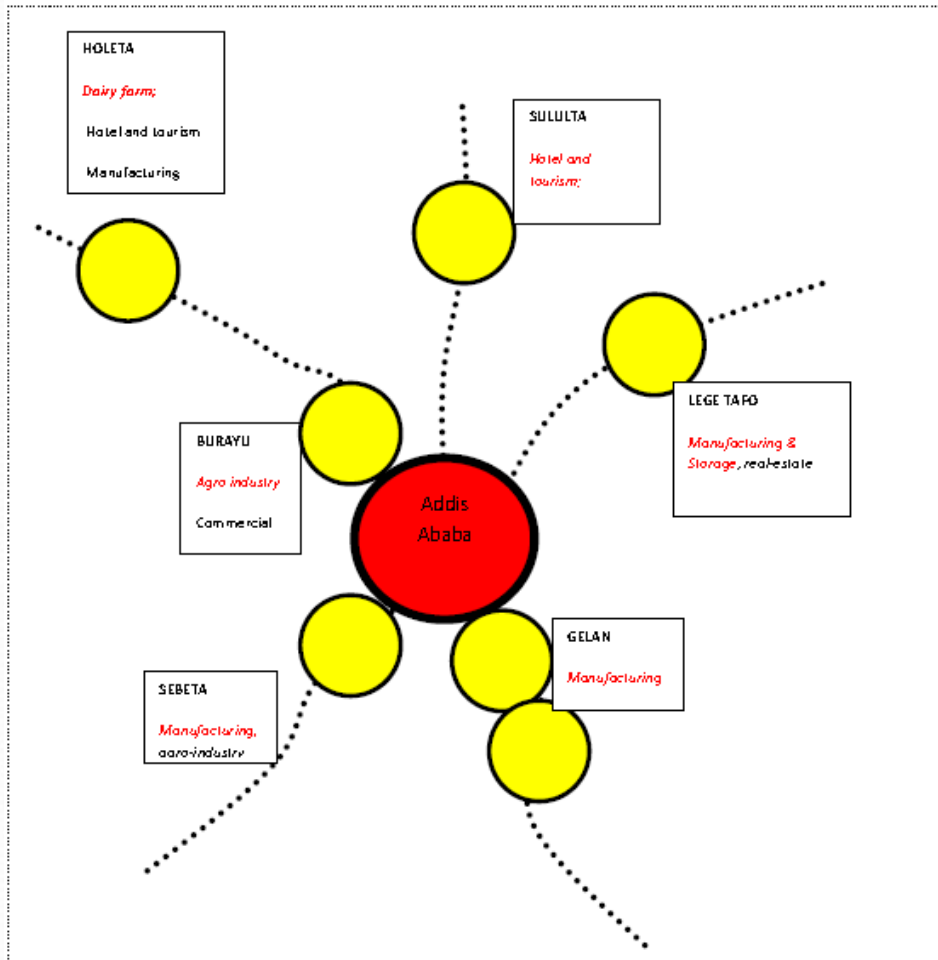 HOLETA
Dairy farm;
Hotel and tourism
Manufacturing
SULULTA
Hotel and
tourism;
LEGE TAFO
Manufacturing &
Storage, real-estate
BURAYU
Agro industry
Commercial
Addis
Ababa
GELAN
Manufacturing
SEBETA
Manufacturing,
agro-industry